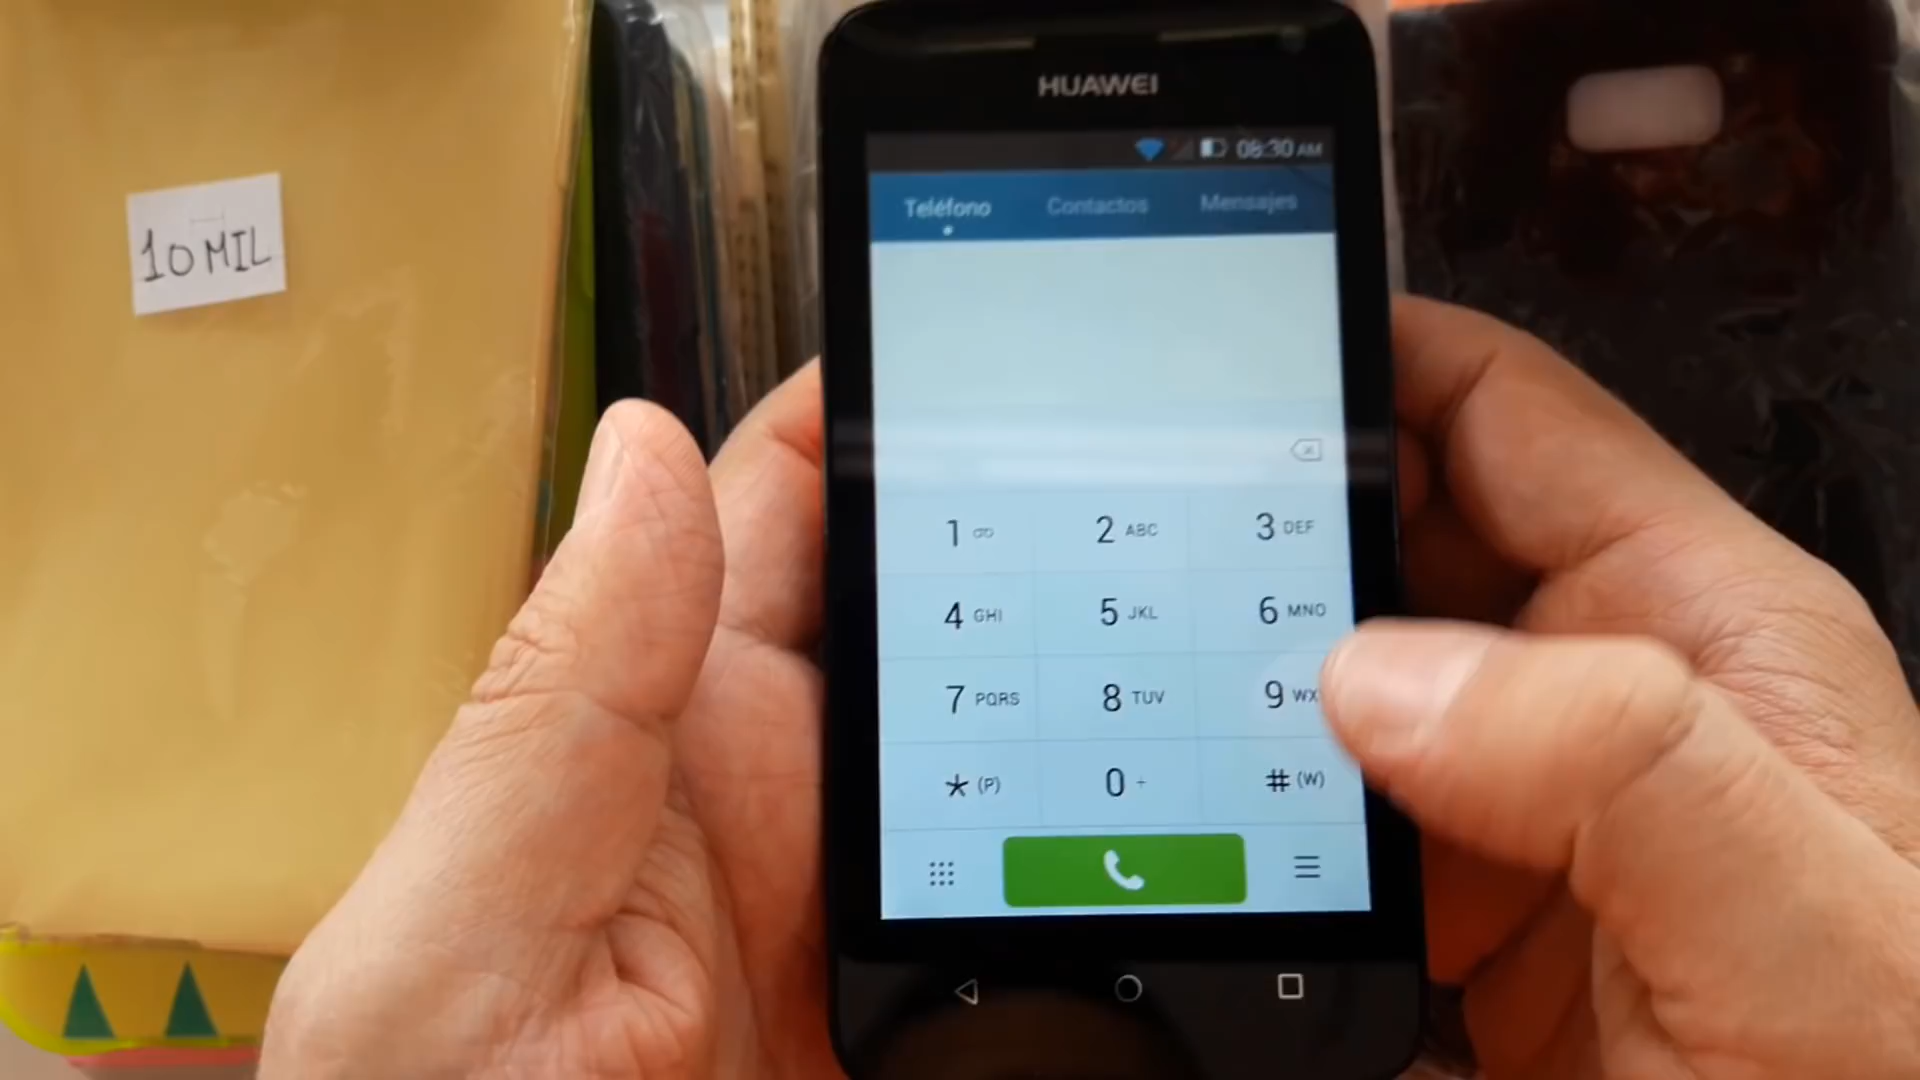 10 MIL
HUAWEI
08:30 AM
Teléfono Contactos Mensajes
1 2 ABC 3 DEF
4 GHI 5 JKL 6 MNO
7 PQRS 8 TUV 9 WX
* (P) 0 + # (W)